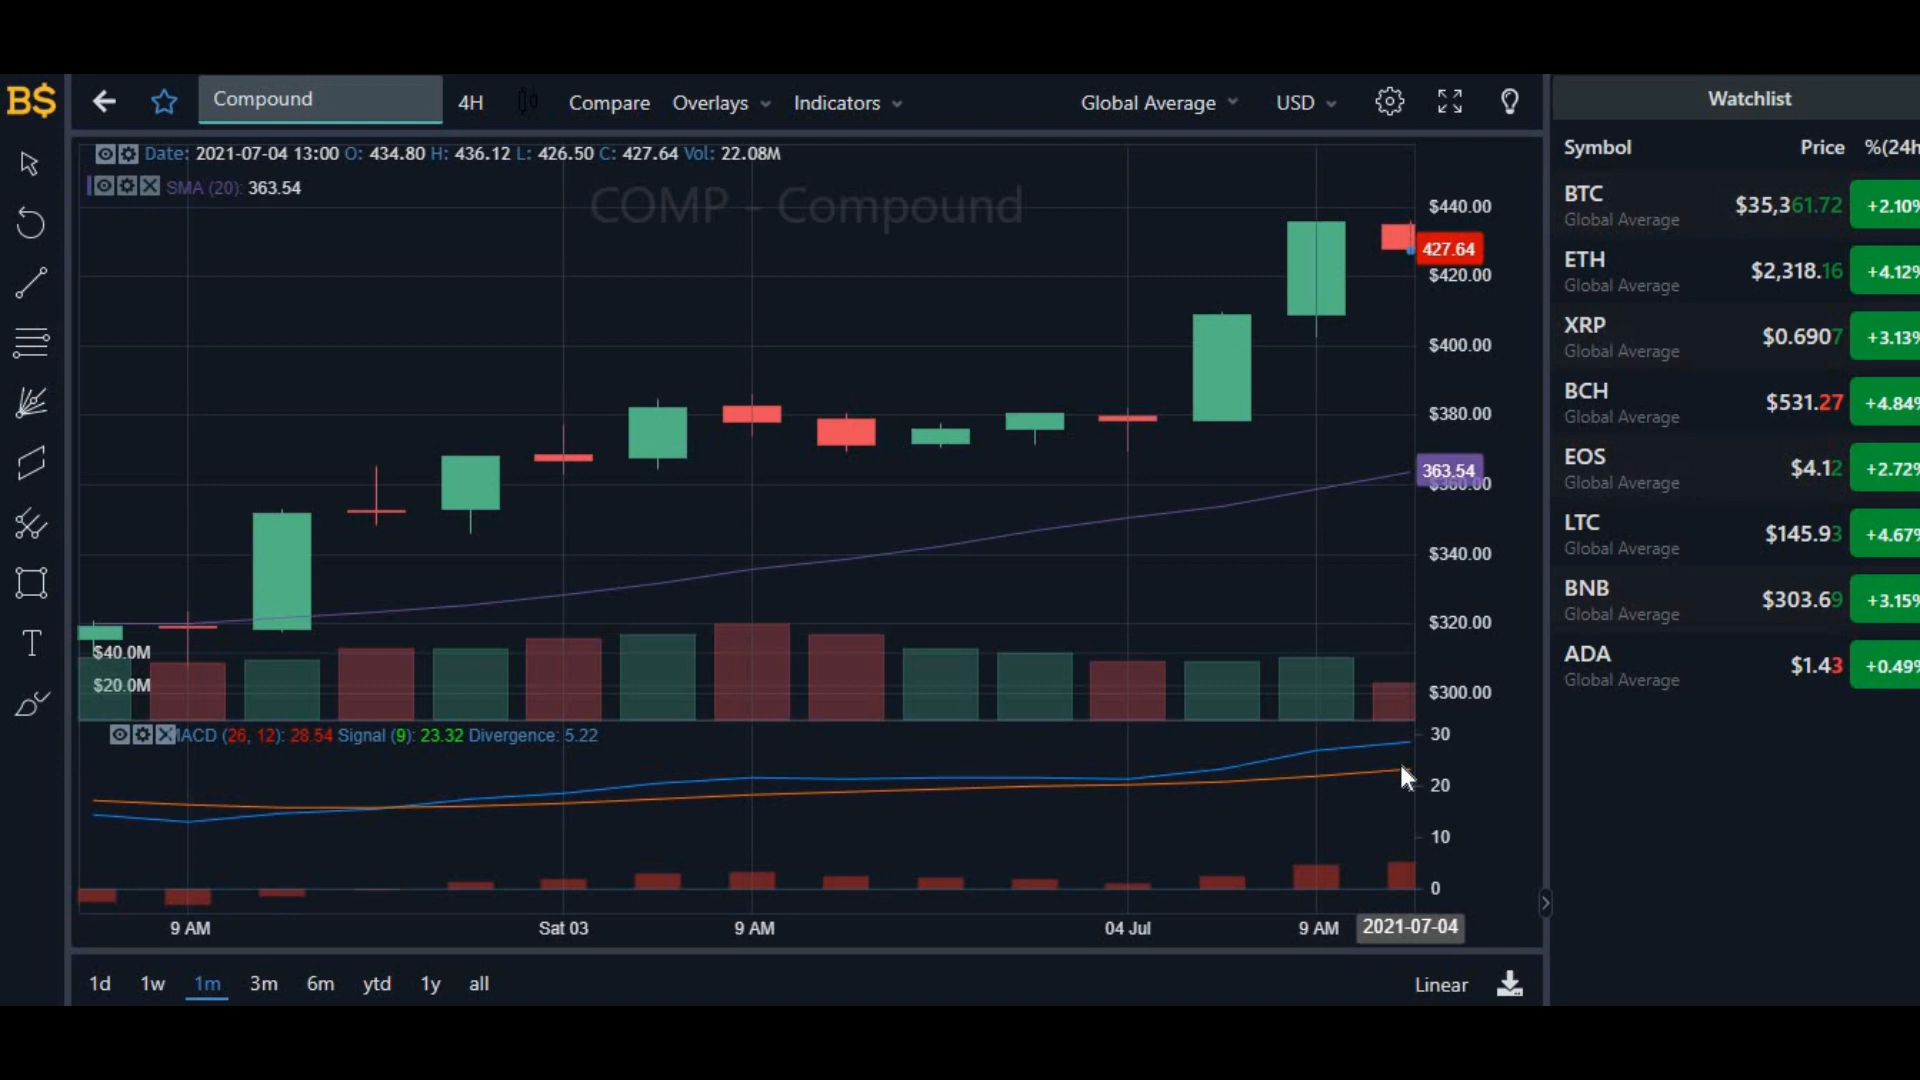 B$
Compound
4H
Compare
Overlays
Indicators
Global Average
USD
Date: 2021-07-04 13:00 O: 434.80 H: 436.12 L: 426.50 C: 427.64 Vol: 22.08M
SMA (20): 363.54
COMP - Compound
$440.00
427.64
$420.00
$400.00
$380.00
363.54
$360.00
$340.00
$320.00
$300.00
$40.0M
$20.0M
MACD (26, 12): 28.54 Signal (9): 23.32 Divergence: 5.22
30
20
10
0
9 AM
Sat 03
9 AM
04 Jul
9 AM
2021-07-04
1d 1w 1m 3m 6m ytd 1y all
Linear
T
Watchlist
Symbol Price %(24h
BTC $35,361.72 +2.10%
Global Average
ETH $2,318.16 +4.12%
Global Average
XRP $0.6907 +3.13%
Global Average
BCH $531.27 +4.84%
Global Average
EOS $4.12 +2.72%
Global Average
LTC $145.93 +4.67%
Global Average
BNB $303.69 +3.15%
Global Average
ADA $1.43 +0.49%
Global Average